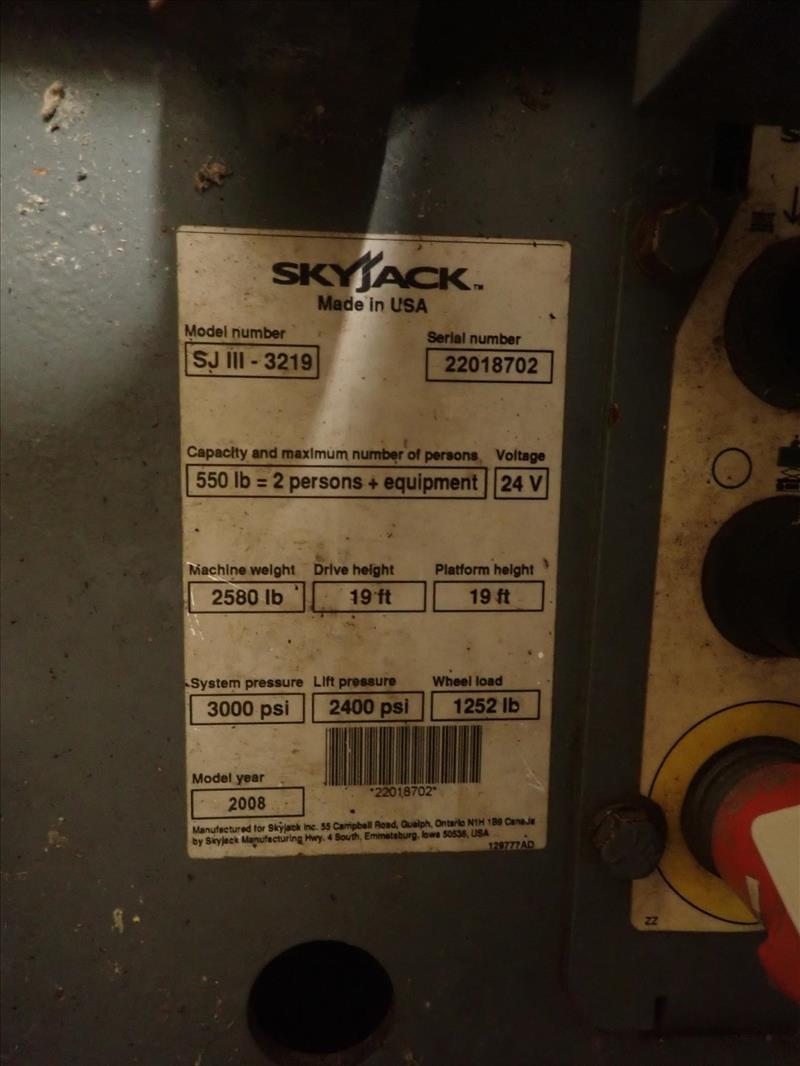 SKYJACK™
Made in USA
Model number Serial number
SJ III - 3219 22018702
Capacity and maximum number of persons Voltage
550 lb = 2 persons + equipment 24 V
Machine weight Drive height Platform height
2580 lb 19 ft 19 ft
System pressure Lift pressure Wheel load
3000 psi 2400 psi 1252 lb
*22018702*
Model year
2008
Manufactured for Skyjack Inc. 55 Campbell Road, Guelph, Ontario N1H 1B9 Canada
by Skyjack Manufacturing Hwy. 4 South, Emmetsburg, Iowa 50536, USA
129777AD
ZZ